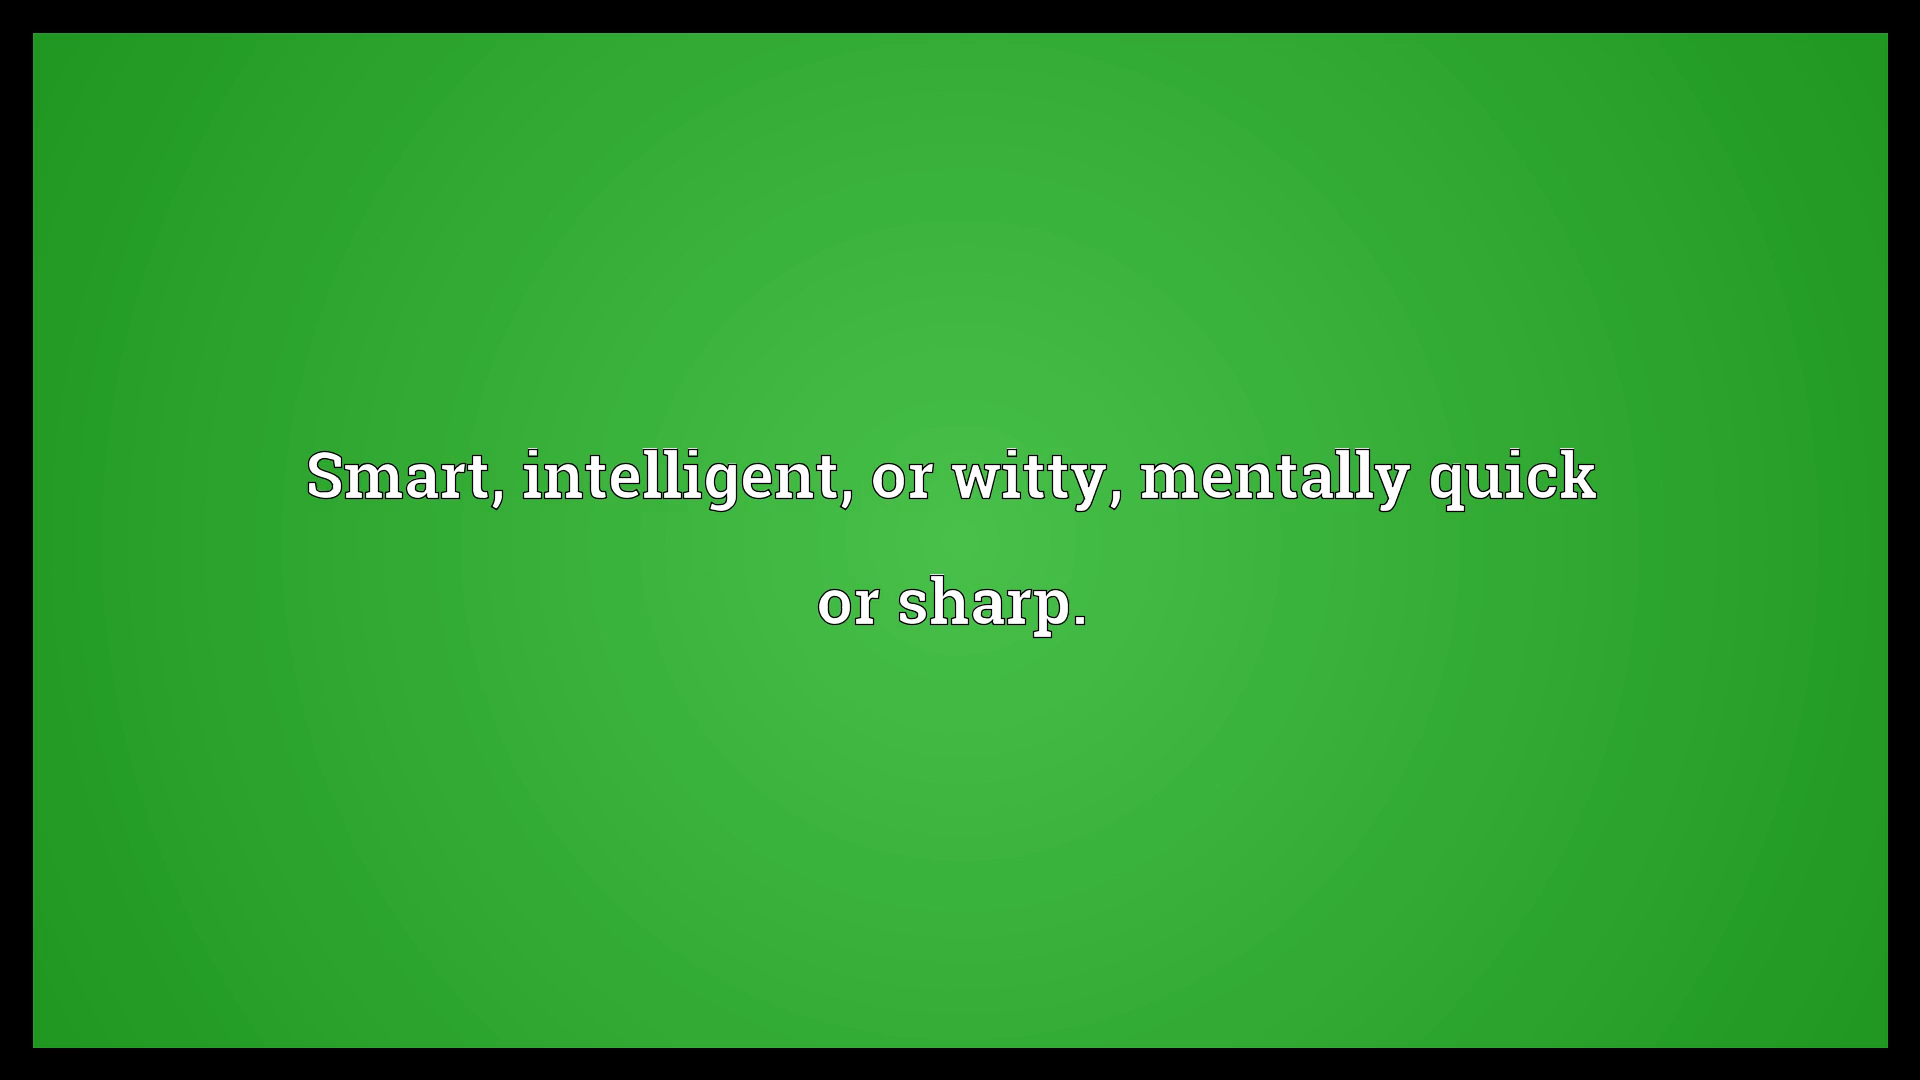 Smart, intelligent, or witty, mentally quick
or sharp.